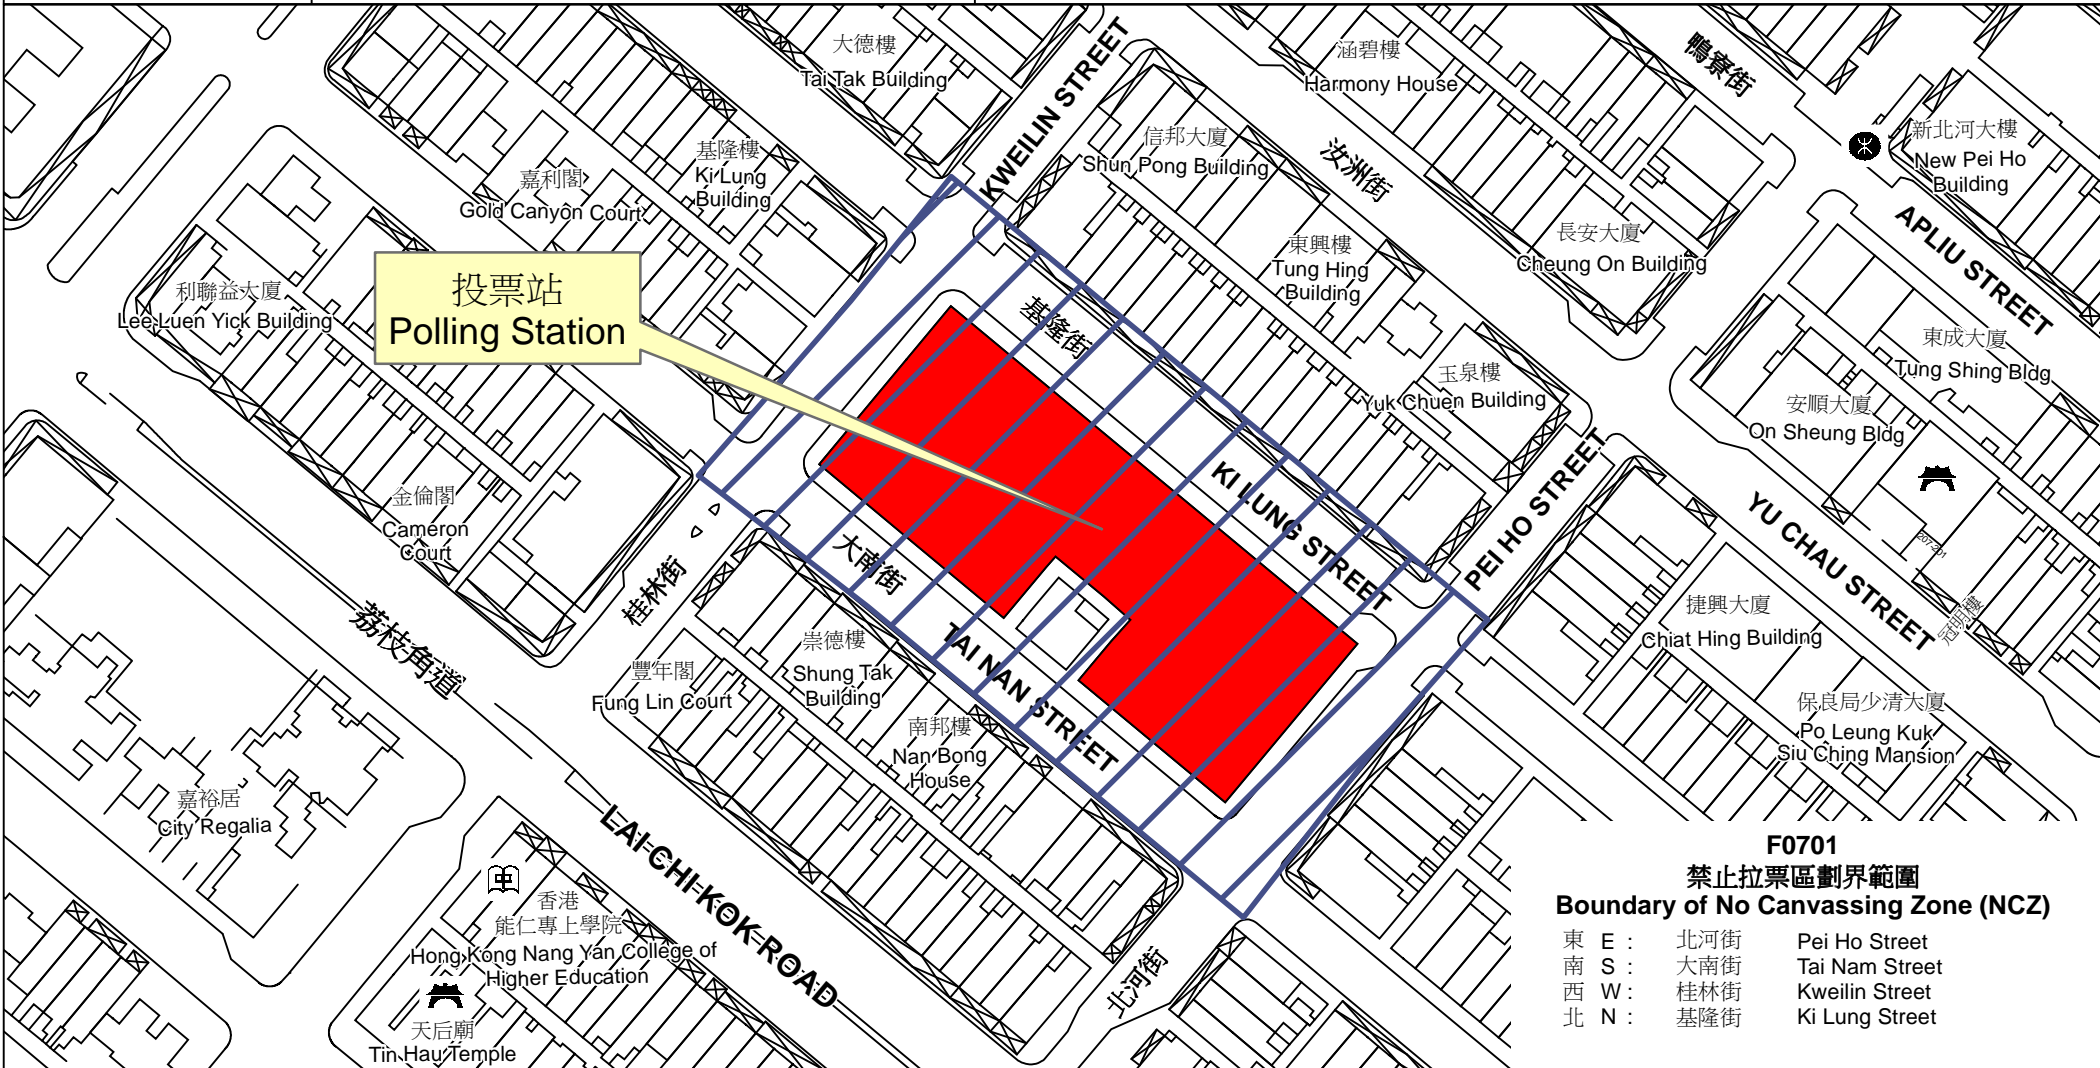 大德樓
Tai Tak Building
KWEILIN STREET
涵碧樓
Harmony House
鴨寮街
新北河大樓
New Pei Ho
Building
信邦大廈
Shun Pong Building
汝洲街
基隆樓
Ki Lung
Building
嘉利閣
Gold Canyon Court
APLIU STREET
長安大廈
Cheung On Building
東興樓
Tung Hing
Building
投票站
Polling Station
利聯益大廈
Lee Luen Yick Building
基隆街
東成大廈
Tung Shing Bldg
玉泉樓
Yuk Chuen Building
安順大廈
On Sheung Bldg
KI LUNG STREET
PEI HO STREET
YU CHAU STREET
207-201
冠明樓
金倫閣
Cameron
Court
大南街
桂林街
荔枝角道
捷興大廈
Chiat Hing Building
崇德樓
Shung Tak
Building
TAI NAN STREET
豐年閣
Fung Lin Court
保良局少清大廈
Po Leung Kuk
Siu Ching Mansion
南邦樓
Nan Bong
House
嘉裕居
City Regalia
LAI CHI KOK ROAD
香港
能仁專上學院
Hong Kong Nang Yan College of
Higher Education
北河街
天后廟
Tin Hau Temple
F0701
禁止拉票區劃界範圍
Boundary of No Canvassing Zone (NCZ)
東 E : 北河街 Pei Ho Street
南 S : 大南街 Tai Nam Street
西 W : 桂林街 Kweilin Street
北 N : 基隆街 Ki Lung Street